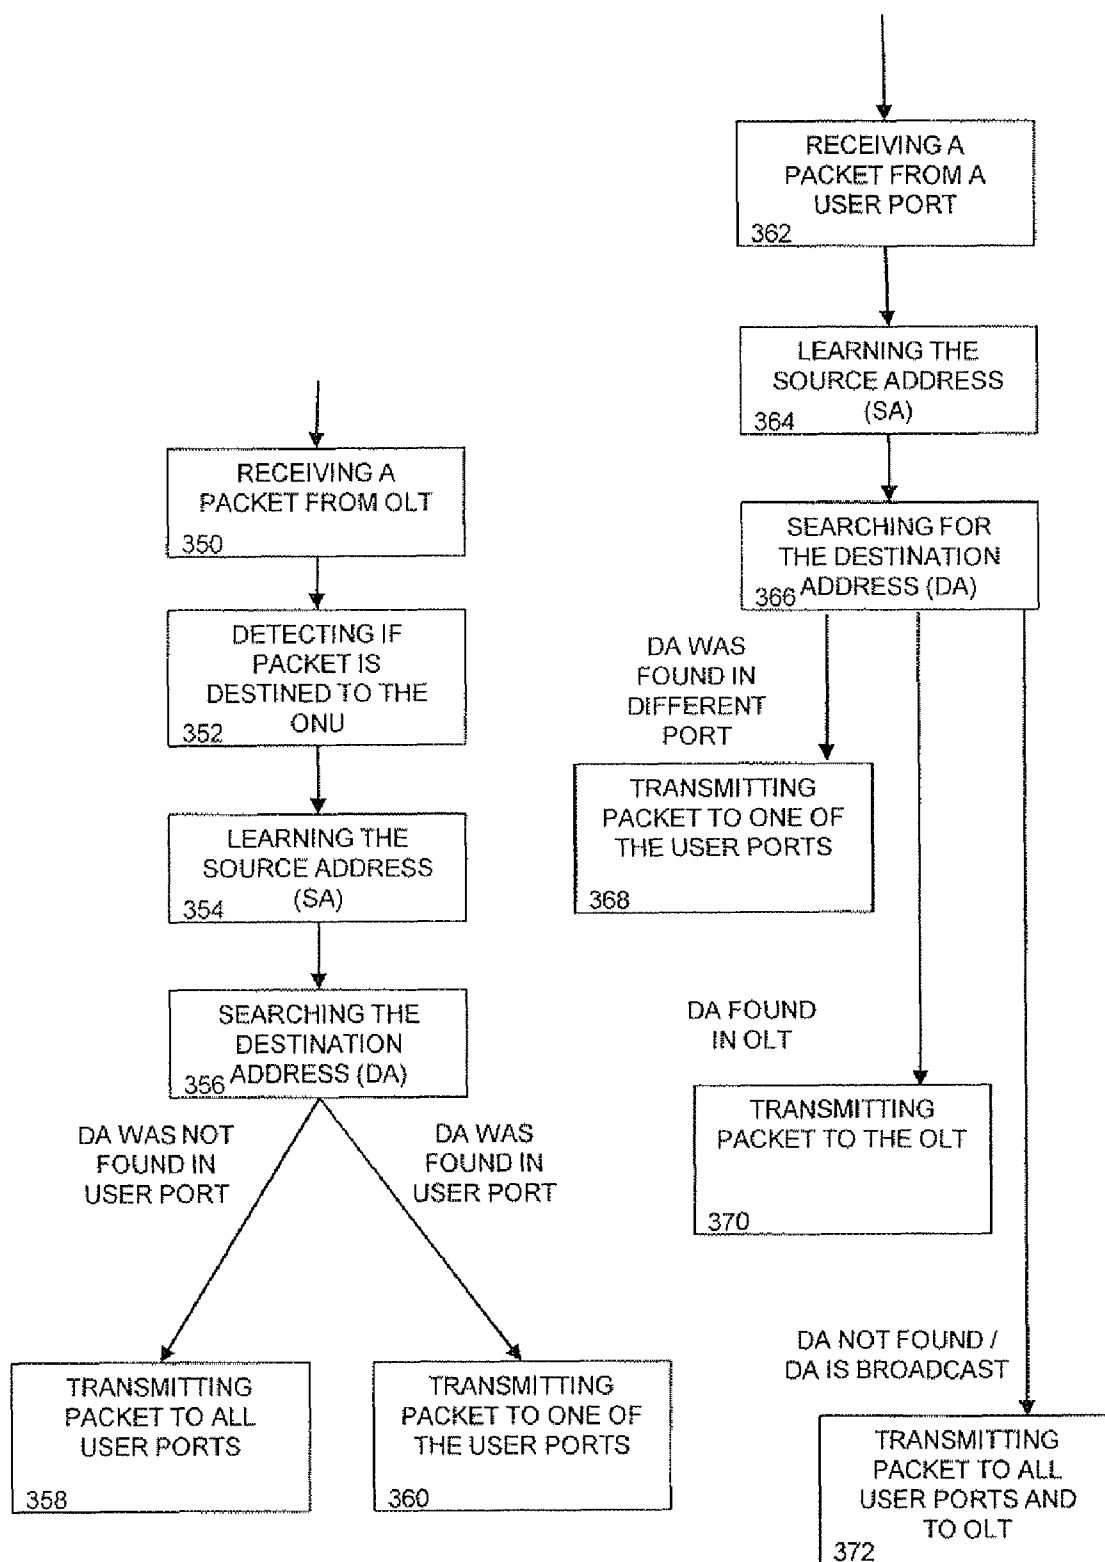 RECEIVING A
PACKET FROM OLT
350
DETECTING IF
PACKET IS
DESTINED TO THE
ONU
352
LEARNING THE
SOURCE ADDRESS
(SA)
354
SEARCHING THE
DESTINATION
ADDRESS (DA)
356
DA WAS NOT
FOUND IN
USER PORT
DA WAS
FOUND IN
USER PORT
TRANSMITTING
PACKET TO ALL
USER PORTS
358
TRANSMITTING
PACKET TO ONE OF
THE USER PORTS
360
RECEIVING A
PACKET FROM A
USER PORT
362
LEARNING THE
SOURCE ADDRESS
(SA)
364
SEARCHING FOR
THE DESTINATION
ADDRESS (DA)
366
DA WAS
FOUND IN
DIFFERENT
PORT
TRANSMITTING
PACKET TO ONE OF
THE USER PORTS
368
DA FOUND
IN OLT
TRANSMITTING
PACKET TO THE OLT
370
DA NOT FOUND /
DA IS BROADCAST
TRANSMITTING
PACKET TO ALL
USER PORTS AND
TO OLT
372